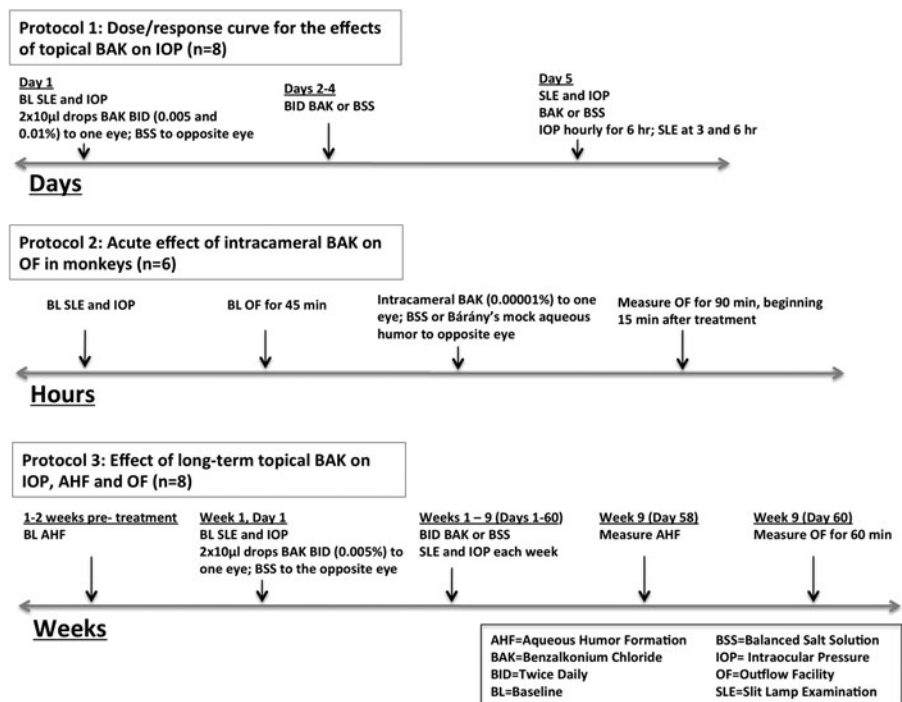 Protocol 1: Dose/response curve for the effects
of topical BAK on IOP (n=8)
Day 1
BL SLE and IOP
2x10µl drops BAK BID (0.005 and
0.01%) to one eye; BSS to opposite eye
Days 2-4
BID BAK or BSS
Day 5
SLE and IOP
BAK or BSS
IOP hourly for 6 hr; SLE at 3 and 6 hr
Days
Protocol 2: Acute effect of intracameral BAK on
OF in monkeys (n=6)
BL SLE and IOP
BL OF for 45 min
Intracameral BAK (0.00001%) to one
eye; BSS or Bárány's mock aqueous
humor to opposite eye
Measure OF for 90 min, beginning
15 min after treatment
Hours
Protocol 3: Effect of long-term topical BAK on
IOP, AHF and OF (n=8)
1-2 weeks pre- treatment
BL AHF
Week 1, Day 1
BL SLE and IOP
2x10µl drops BAK BID (0.005%) to
one eye; BSS to the opposite eye
Weeks 1 – 9 (Days 1-60)
BID BAK or BSS
SLE and IOP each week
Week 9 (Day 58)
Measure AHF
Week 9 (Day 60)
Measure OF for 60 min
Weeks
AHF=Aqueous Humor Formation
BAK=Benzalkonium Chloride
BID=Twice Daily
BL=Baseline
BSS=Balanced Salt Solution
IOP= Intraocular Pressure
OF=Outflow Facility
SLE=Slit Lamp Examination